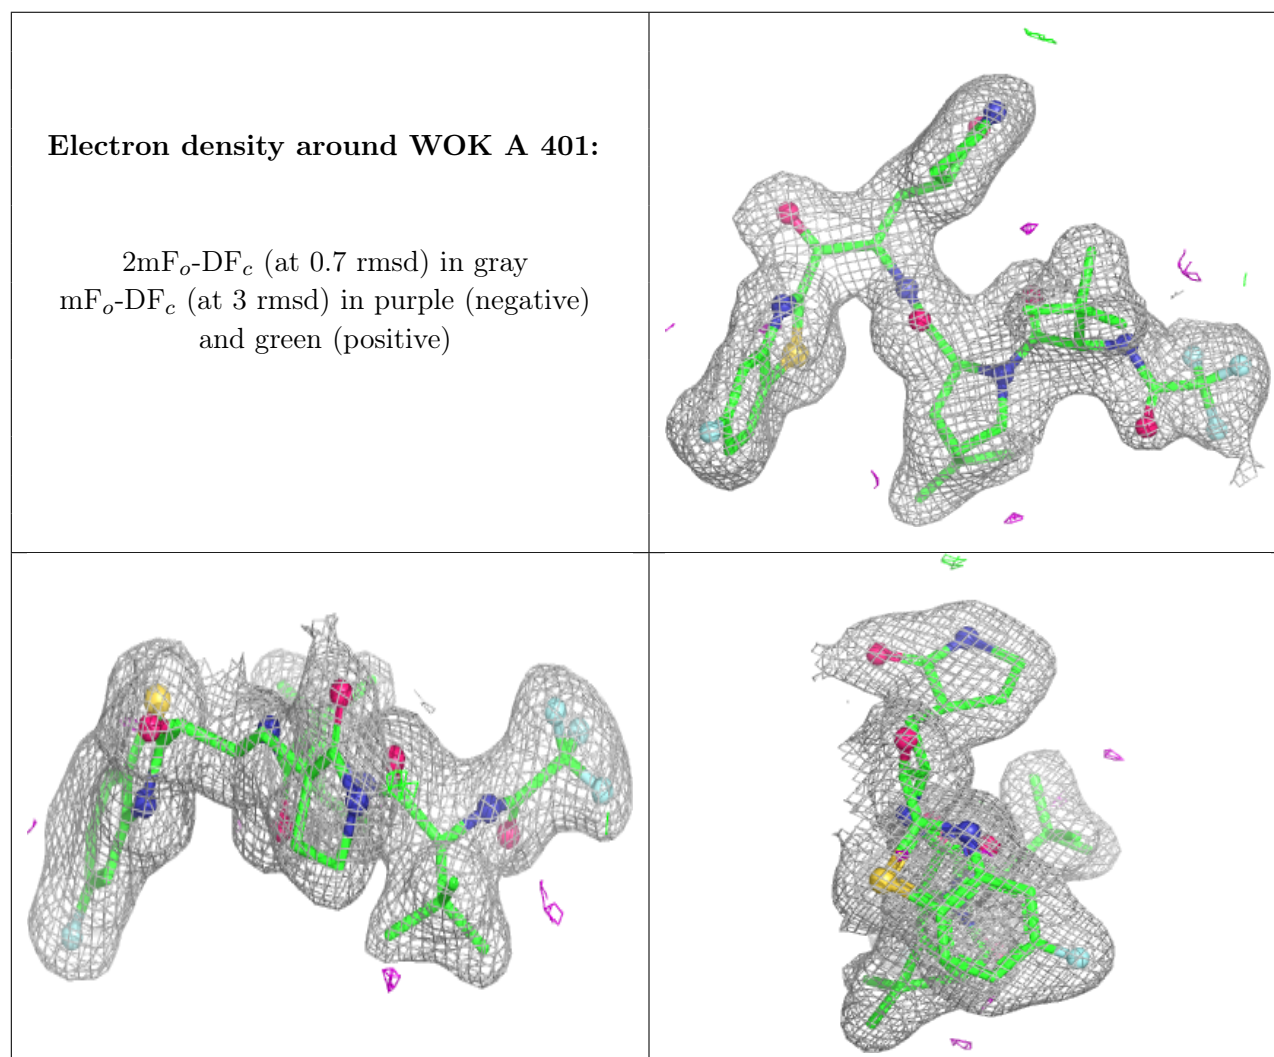 Electron density around WOK A 401:
2mFo-DFc (at 0.7 rmsd) in gray
mFo-DFc (at 3 rmsd) in purple (negative)
and green (positive)